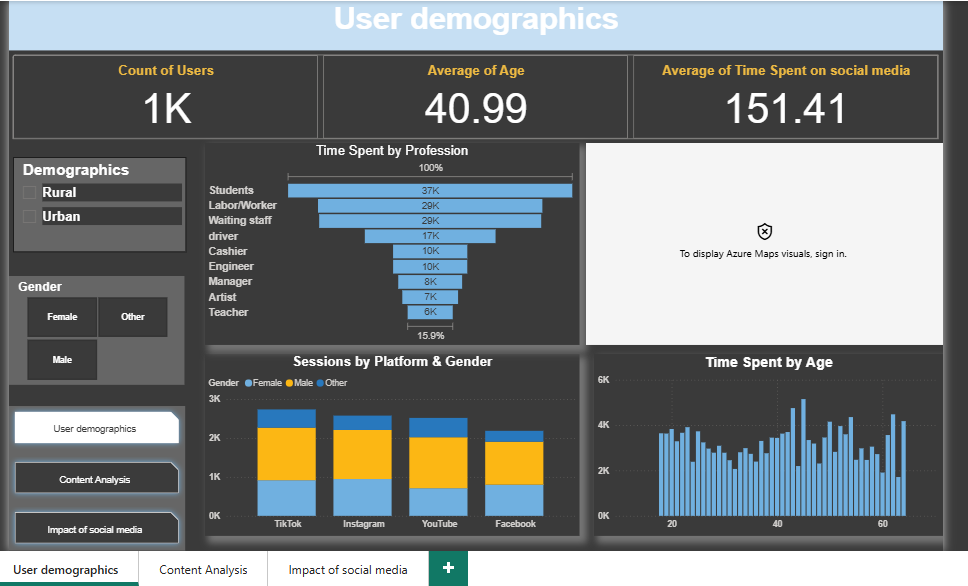 User demographics
Count of Users
1K
Average of Age
40.99
Average of Time Spent on social media
151.41
Demographics
Rural
Urban
Gender
Female
Other
Male
User demographics
Content Analysis
Impact of social media
Time Spent by Profession
100%
Students 37K
Labor/Worker 29K
Waiting staff 29K
driver 17K
Cashier 10K
Engineer 10K
Manager 8K
Artist 7K
Teacher 6K
15.9%
To display Azure Maps visuals, sign in.
Sessions by Platform & Gender
Gender Female Male Other
3K
2K
1K
0K
TikTok Instagram YouTube Facebook
Time Spent by Age
6K
4K
2K
0K
20 40 60
User demographics Content Analysis Impact of social media +